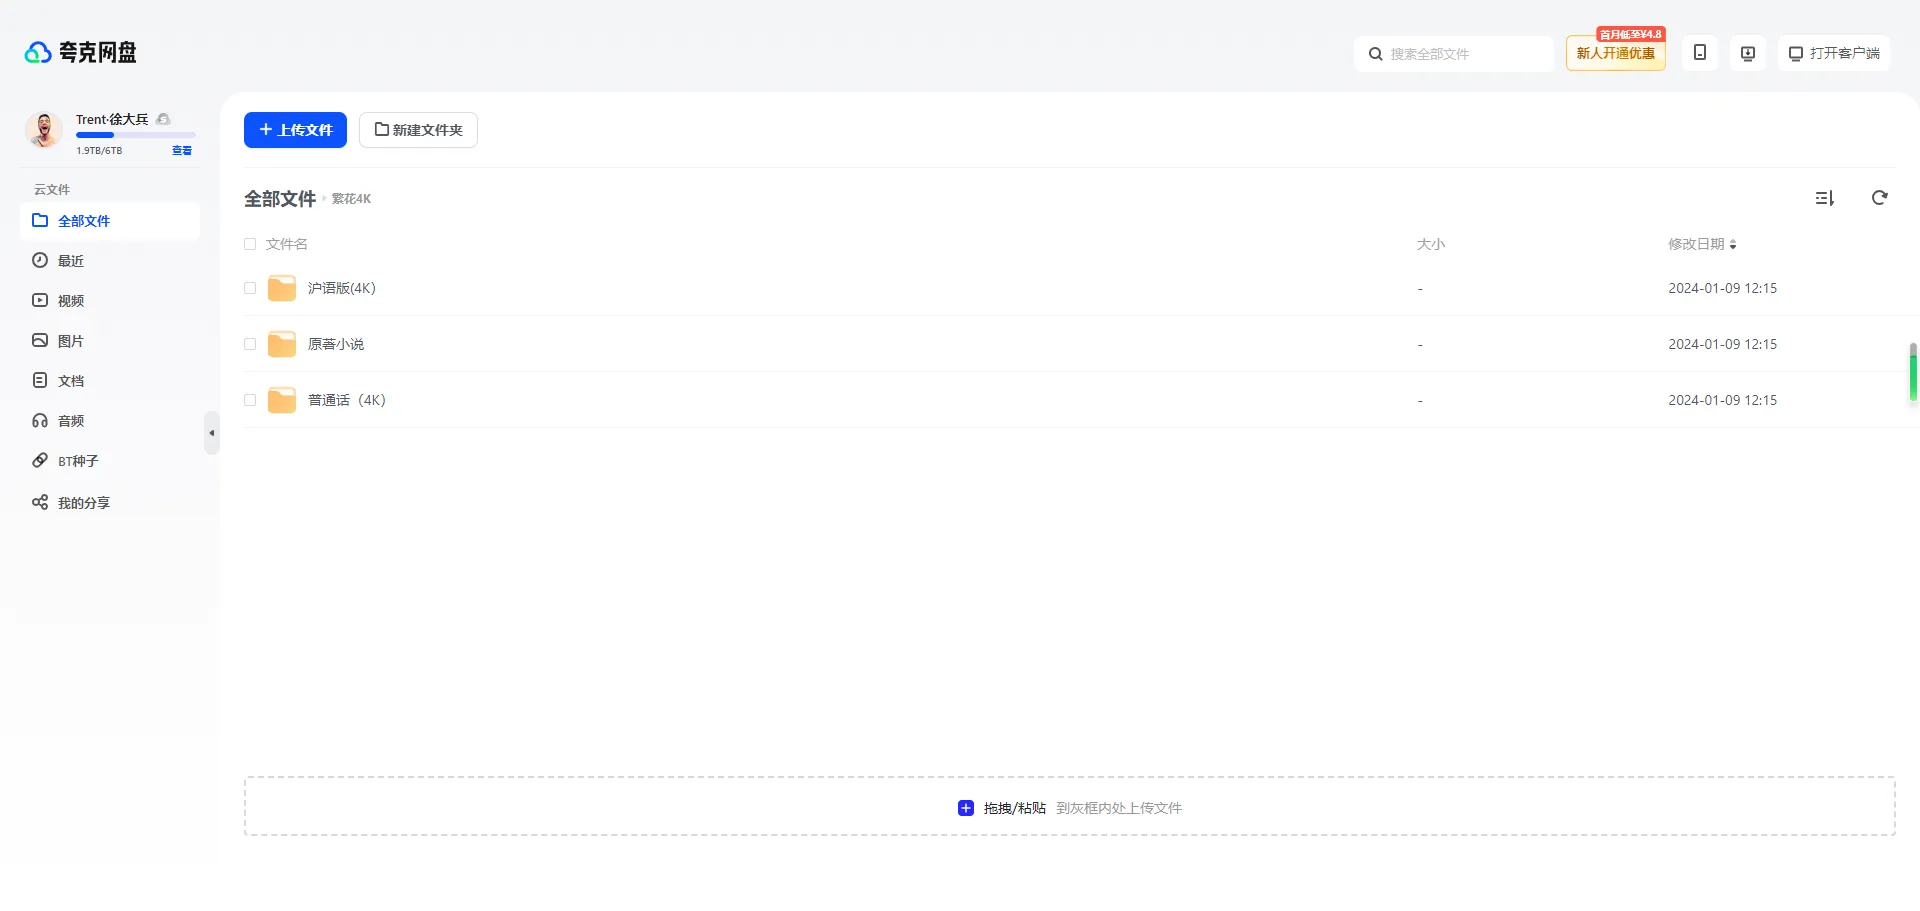 夸克网盘
搜索全部文件
首月低至¥4.8
新人开通优惠
打开客户端
Trent·徐大兵
1.9TB/6TB 查看
云文件
全部文件
最近
视频
图片
文档
音频
BT种子
我的分享
上传文件 新建文件夹
全部文件 繁花4K
文件名 大小 修改日期
沪语版(4K) - 2024-01-09 12:15
原著小说 - 2024-01-09 12:15
普通话（4K） - 2024-01-09 12:15
拖拽/粘贴 到灰框内处上传文件